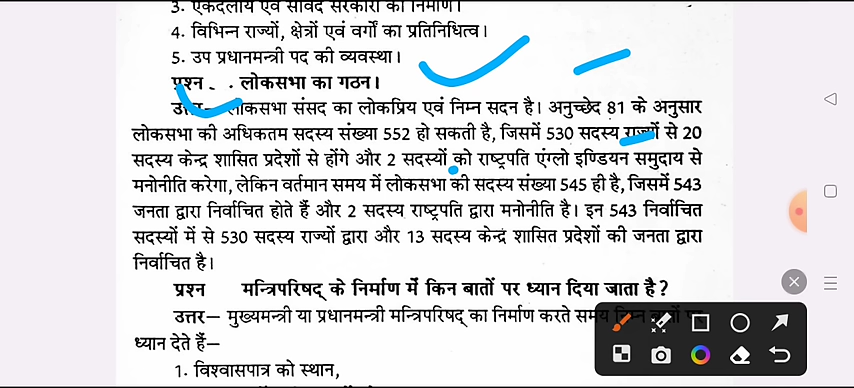 3. एकदलीय एवं संविद सरकारों का निर्माण।
4. विभिन्न राज्यों, क्षेत्रों एवं वर्गों का प्रतिनिधित्व।
5. उप प्रधानमन्त्री पद की व्यवस्था।
प्रश्न . . लोकसभा का गठन।
उत्तर— लोकसभा संसद का लोकप्रिय एवं निम्न सदन है। अनुच्छेद 81 के अनुसार
लोकसभा की अधिकतम सदस्य संख्या 552 हो सकती है, जिसमें 530 सदस्य राज्यों से 20
सदस्य केन्द्र शासित प्रदेशों से होंगे और 2 सदस्यों को राष्ट्रपति एंग्लो इण्डियन समुदाय से
मनोनीति करेगा, लेकिन वर्तमान समय में लोकसभा की सदस्य संख्या 545 ही है, जिसमें 543
जनता द्वारा निर्वाचित होते हैं और 2 सदस्य राष्ट्रपति द्वारा मनोनीति है। इन 543 निर्वाचित
सदस्यों में से 530 सदस्य राज्यों द्वारा और 13 सदस्य केन्द्र शासित प्रदेशों की जनता द्वारा
निर्वाचित है।
प्रश्न मन्त्रिपरिषद् के निर्माण में किन बातों पर ध्यान दिया जाता है?
उत्तर— मुख्यमन्त्री या प्रधानमन्त्री मन्त्रिपरिषद् का निर्माण करते समय निम्न बातों पर
ध्यान देते हैं—
1. विश्वासपात्र को स्थान,